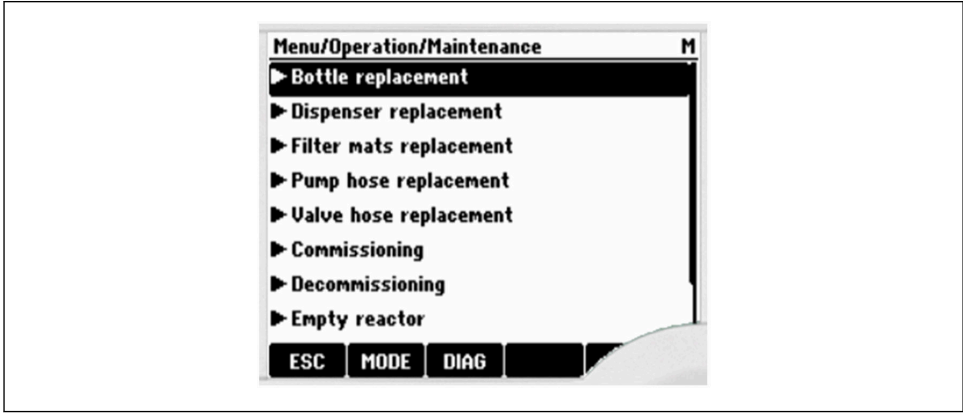 Menu/Operation/Maintenance M
Bottle replacement
Dispenser replacement
Filter mats replacement
Pump hose replacement
Valve hose replacement
Commissioning
Decommissioning
Empty reactor
ESC MODE DIAG